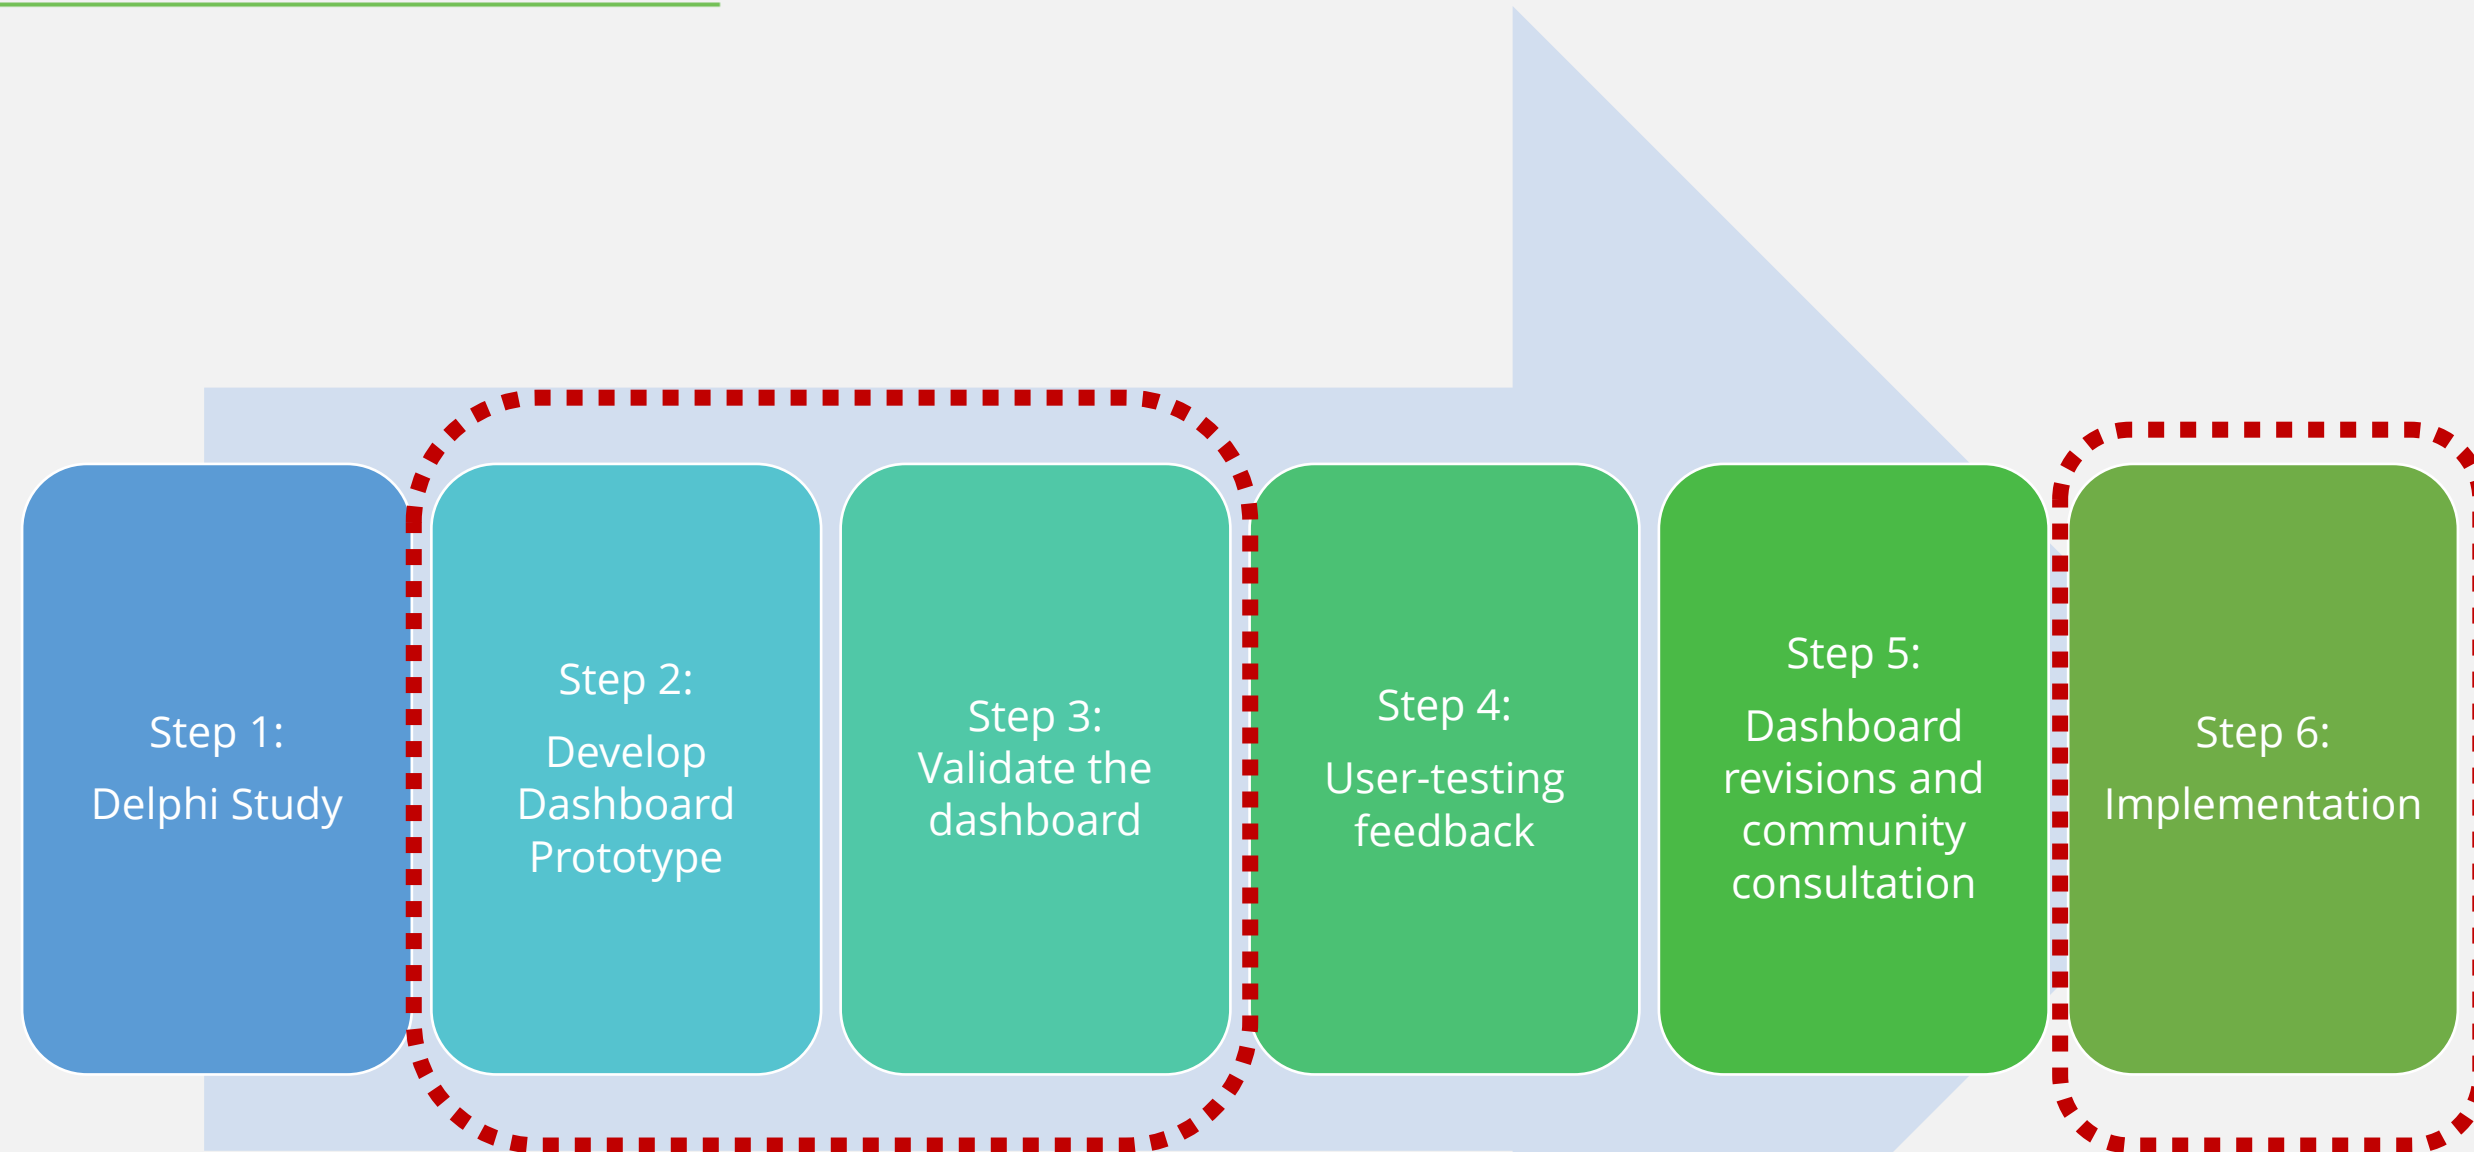 Step 1:
Delphi Study
Step 2:
Develop
Dashboard
Prototype
Step 3:
Validate the
dashboard
Step 4:
User-testing
feedback
Step 5:
Dashboard
revisions and
community
consultation
Step 6:
Implementation